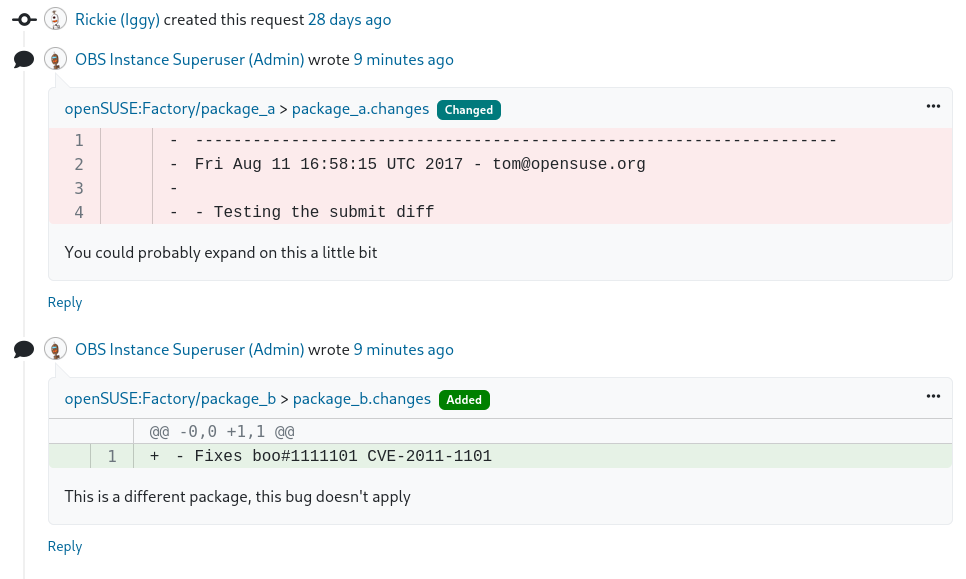 Rickie (Iggy) created this request 28 days ago
OBS Instance Superuser (Admin) wrote 9 minutes ago
openSUSE:Factory/package_a > package_a.changes Changed •••
1 - -------------------------------------------------------------------
2 - Fri Aug 11 16:58:15 UTC 2017 - tom@opensuse.org
3 -
4 - - Testing the submit diff
You could probably expand on this a little bit
Reply
OBS Instance Superuser (Admin) wrote 9 minutes ago
openSUSE:Factory/package_b > package_b.changes Added •••
@@ -0,0 +1,1 @@
1 + - Fixes boo#1111101 CVE-2011-1101
This is a different package, this bug doesn't apply
Reply